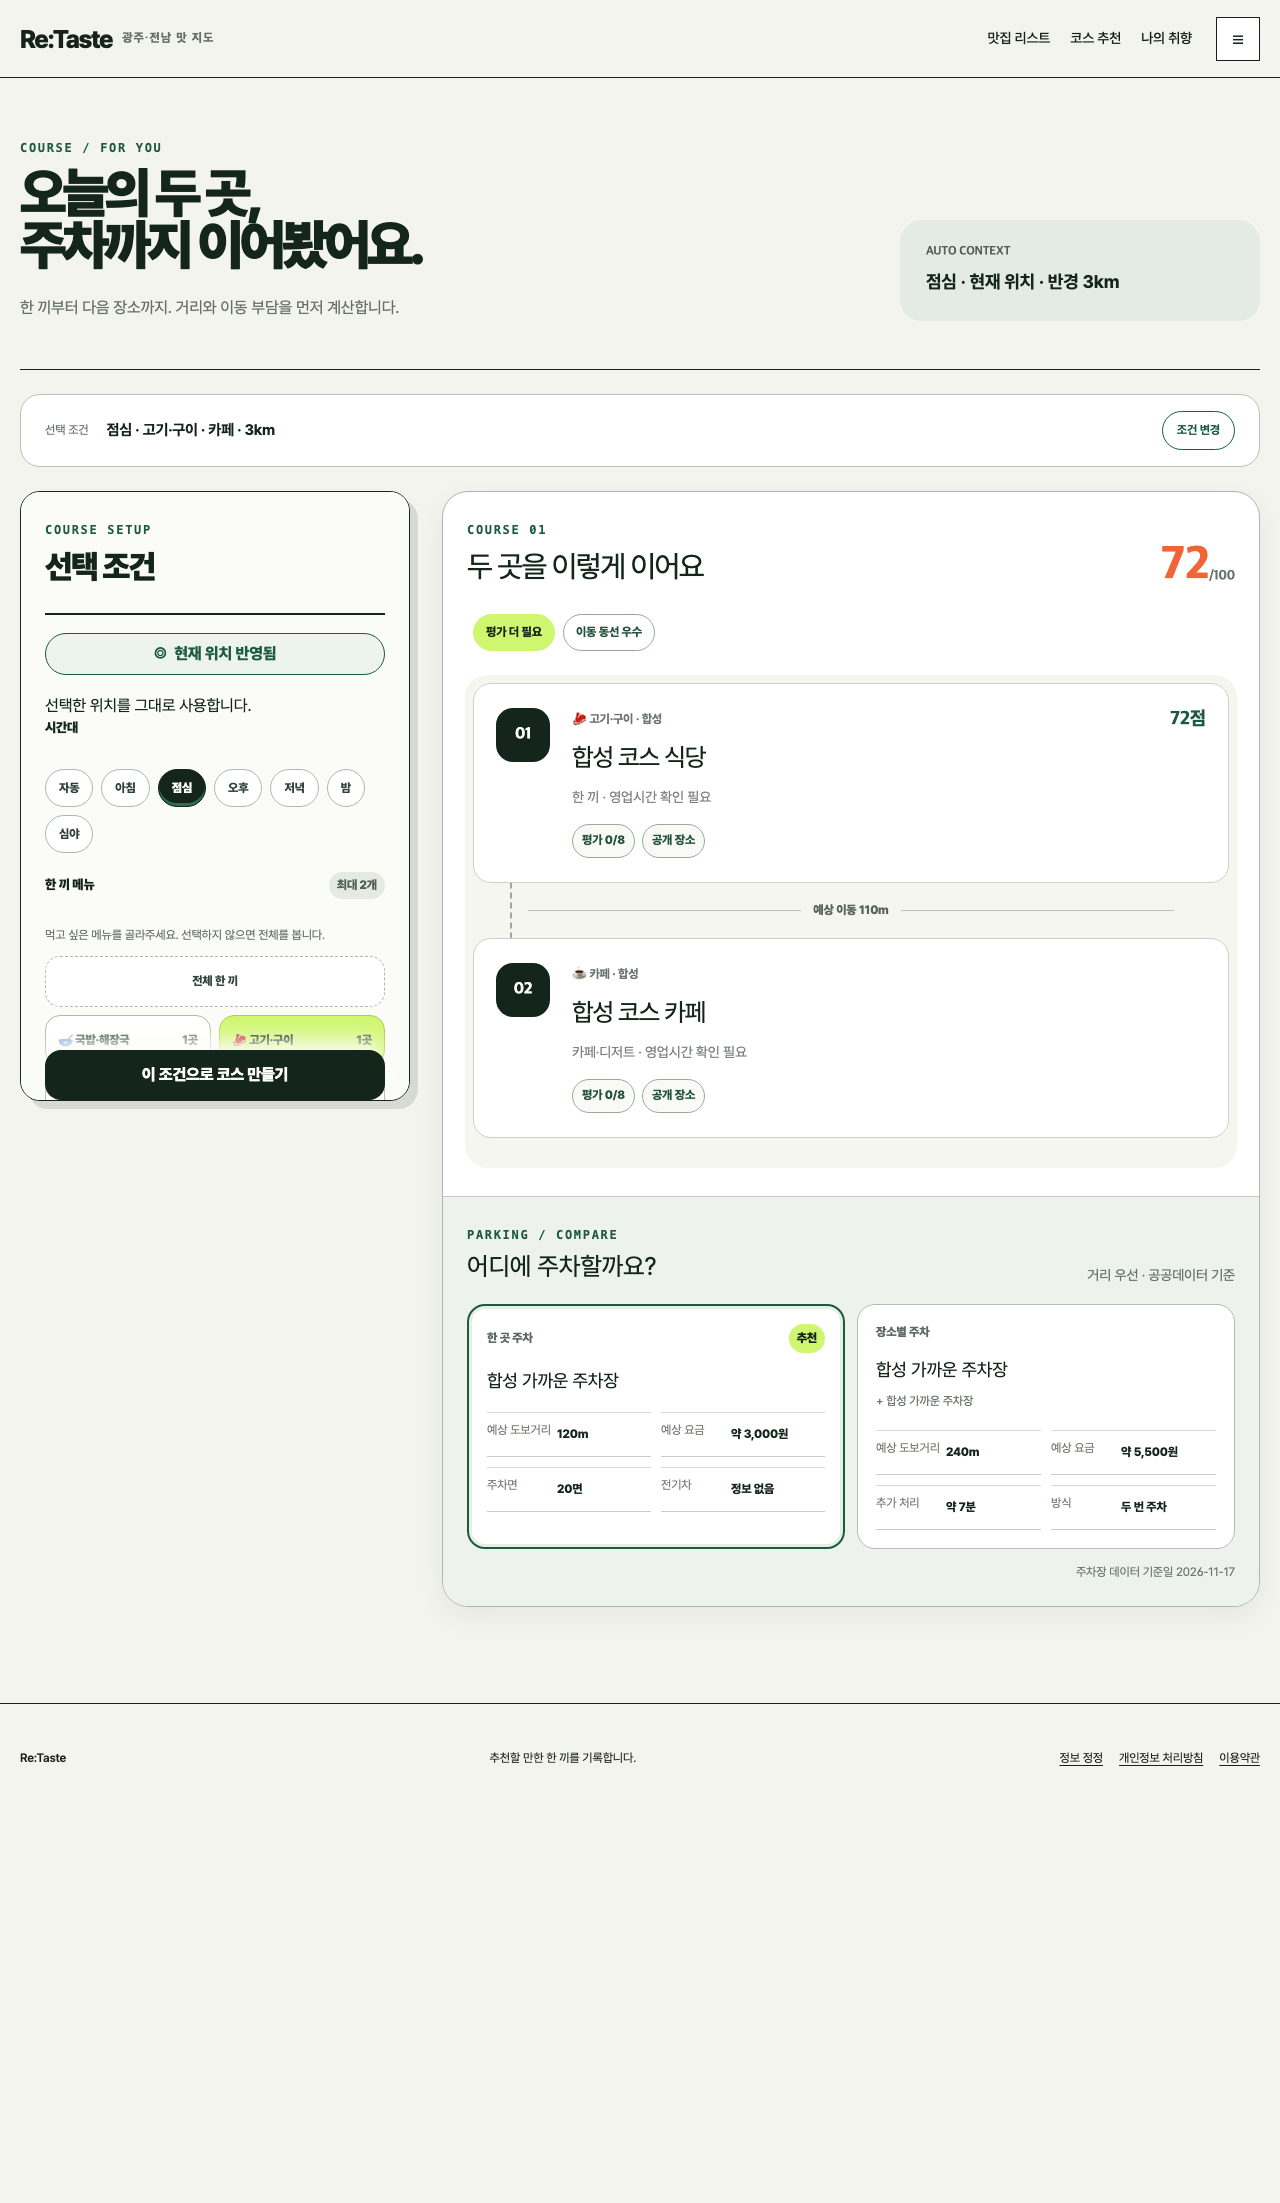 Re:Taste 광주·전남 맛 지도
맛집 리스트 코스 추천 나의 취향
COURSE / FOR YOU
오늘의 두 곳,
주차까지 이어봤어요.
한 끼부터 다음 장소까지. 거리와 이동 부담을 먼저 계산합니다.
AUTO CONTEXT
점심 · 현재 위치 · 반경 3km
선택 조건 점심 · 고기·구이 · 카페 · 3km
조건 변경
COURSE SETUP
선택 조건
◎ 현재 위치 반영됨
선택한 위치를 그대로 사용합니다.
시간대
자동 아침 점심 오후 저녁 밤
심야
한 끼 메뉴 최대 2개
먹고 싶은 메뉴를 골라주세요. 선택하지 않으면 전체를 봅니다.
전체 한 끼
국밥·해장국 1곳 고기·구이 1곳
이 조건으로 코스 만들기
COURSE 01
두 곳을 이렇게 이어요
72/100
평가 더 필요 이동 동선 우수
01
고기·구이 · 합성
72점
합성 코스 식당
한 끼 · 영업시간 확인 필요
평가 0/8 공개 장소
예상 이동 110m
02
카페 · 합성
합성 코스 카페
카페·디저트 · 영업시간 확인 필요
평가 0/8 공개 장소
PARKING / COMPARE
어디에 주차할까요?
거리 우선 · 공공데이터 기준
한 곳 주차 추천
합성 가까운 주차장
예상 도보거리 120m 예상 요금 약 3,000원
주차면 20면 전기차 정보 없음
장소별 주차
합성 가까운 주차장
+ 합성 가까운 주차장
예상 도보거리 240m 예상 요금 약 5,500원
추가 처리 약 7분 방식 두 번 주차
주차장 데이터 기준일 2026-11-17
Re:Taste
추천할 만한 한 끼를 기록합니다.
정보 정정 개인정보 처리방침 이용약관